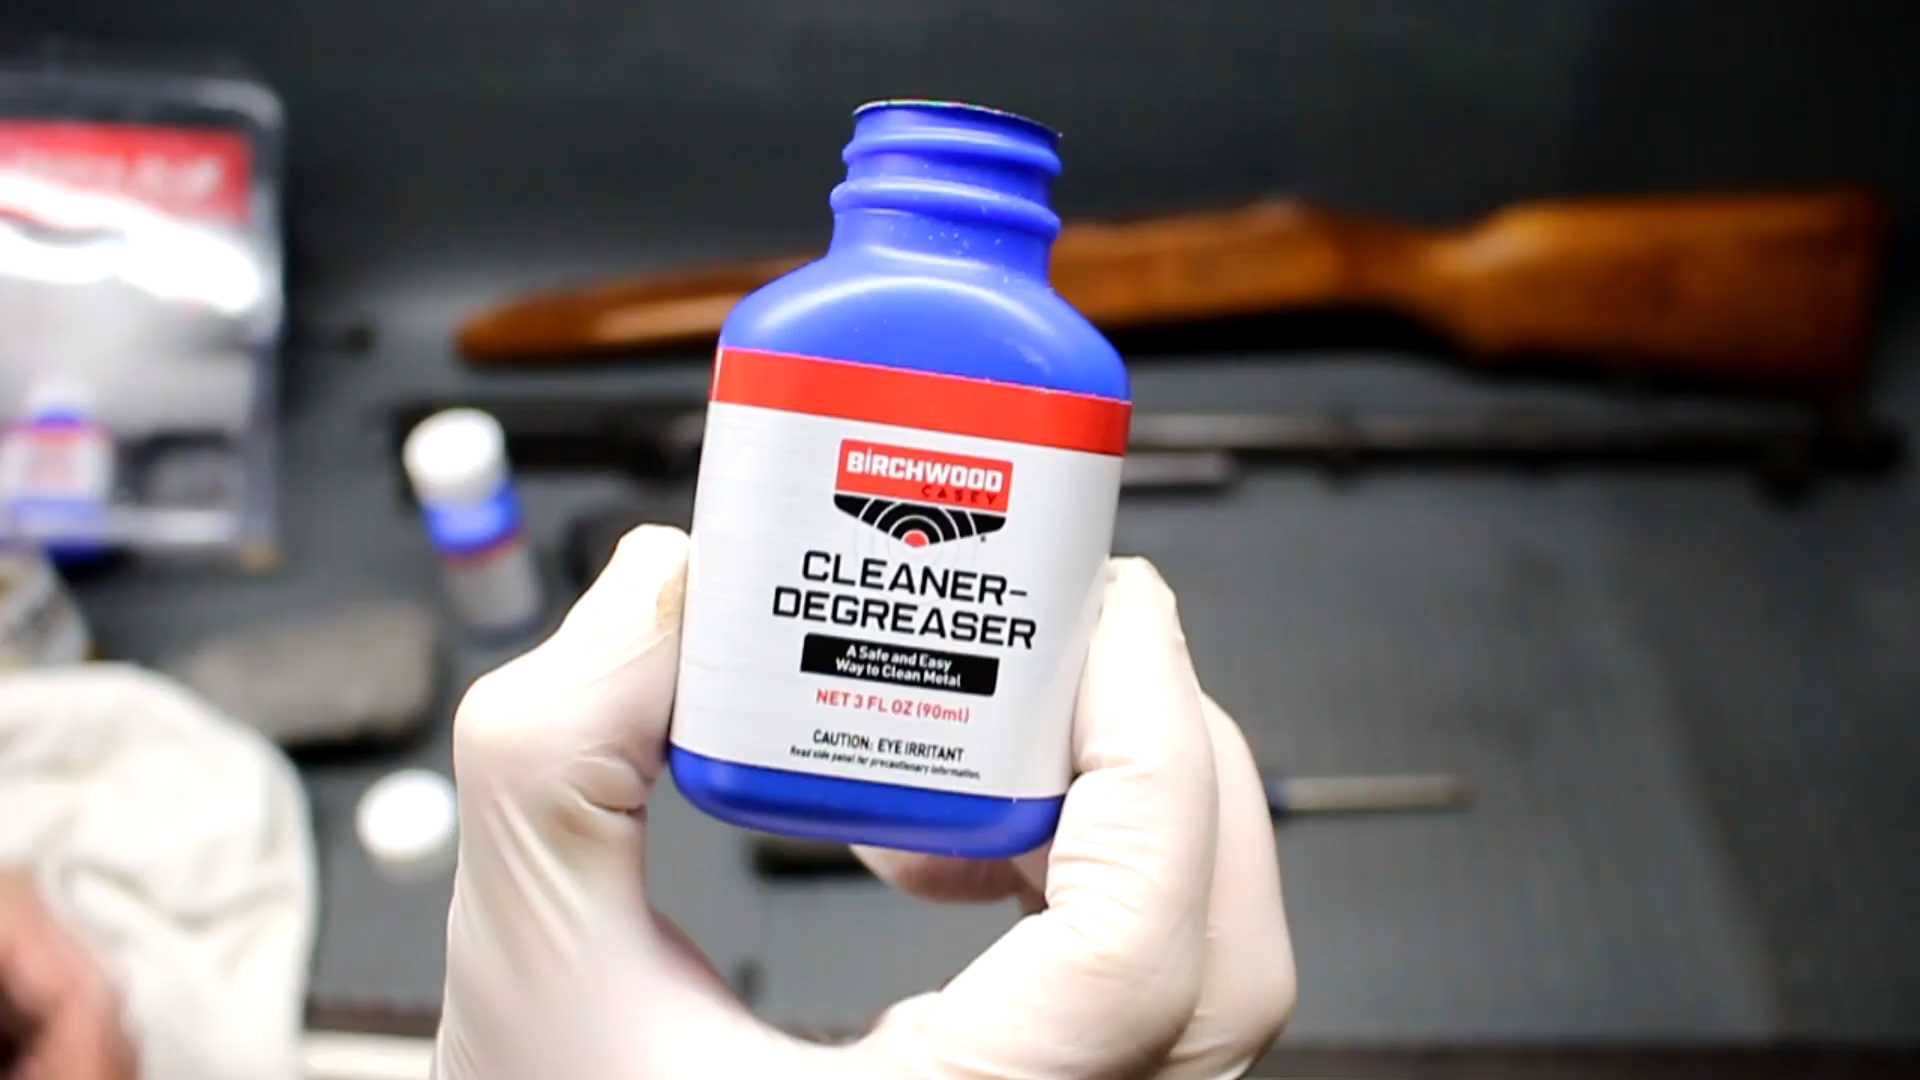 BiRCHWOOD
CASEY
CLEANER-
DEGREASER
A Safe and Easy
Way to Clean Metal
NET 3 FL OZ (90ml)
CAUTION: EYE IRRITANT
Read side panel for precautionary information.